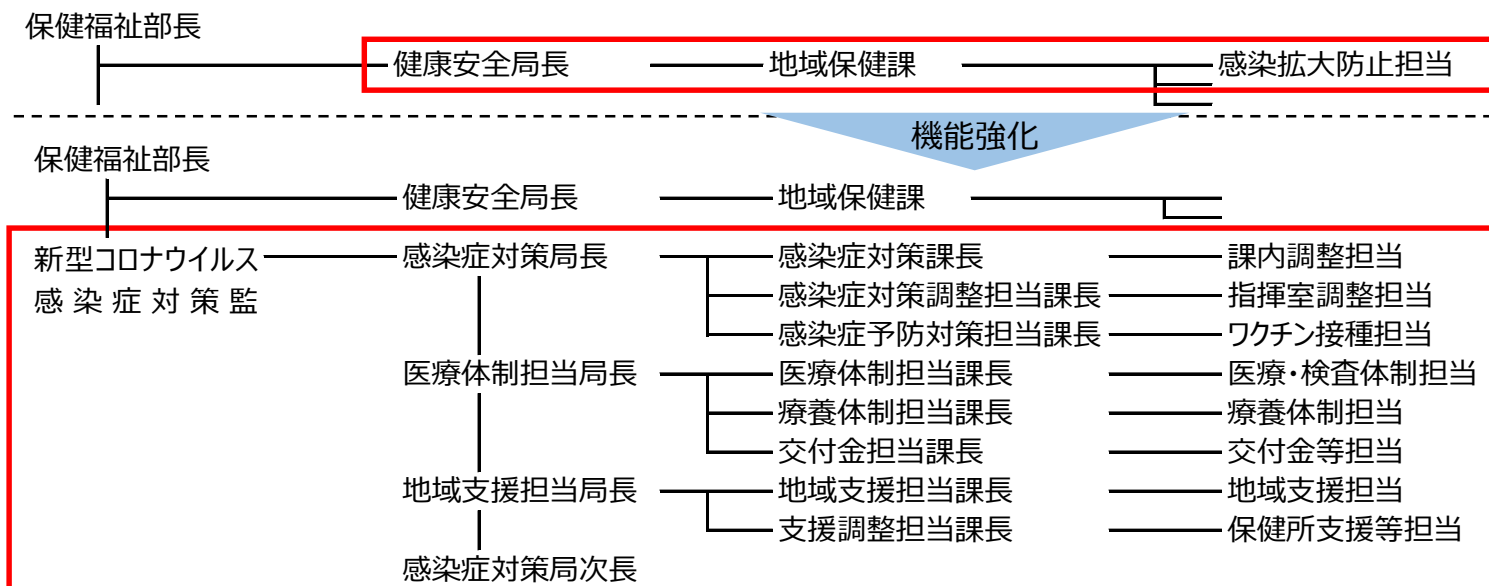 保健福祉部長
健康安全局長 地域保健課 感染拡大防止担当
機能強化
保健福祉部長
健康安全局長 地域保健課
新型コロナウイルス 感染症対策局長 感染症対策課長 課内調整担当
感染症対策監 感染症対策調整担当課長 指揮室調整担当
感染症予防対策担当課長 ワクチン接種担当
医療体制担当局長 医療体制担当課長 医療・検査体制担当
療養体制担当課長 療養体制担当
交付金担当課長 交付金等担当
地域支援担当局長 地域支援担当課長 地域支援担当
支援調整担当課長 保健所支援等担当
感染症対策局次長